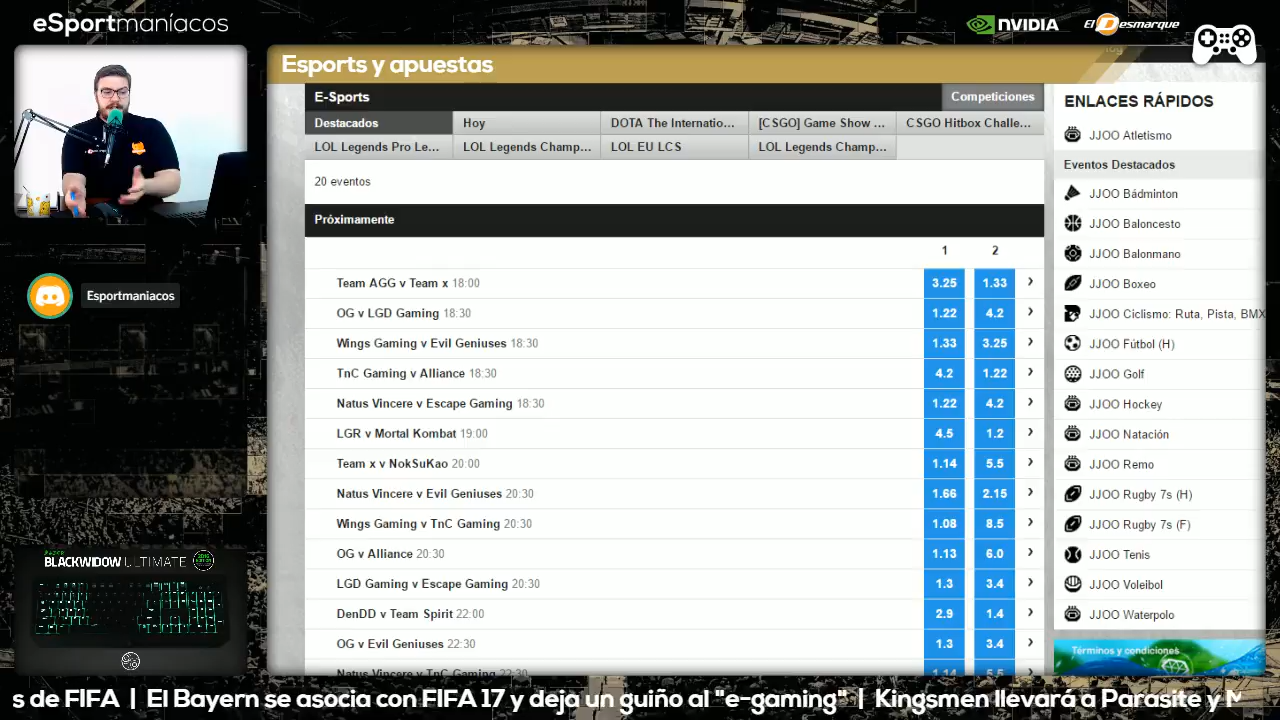 eSportmaníacos
NVIDIA
El Desmarque
Esports y apuestas
E-Sports
Competiciones
Destacados
Hoy
DOTA The Internatio...
[CSGO] Game Show ...
CSGO Hitbox Challe...
LOL Legends Pro Le...
LOL Legends Champ...
LOL EU LCS
LOL Legends Champ...
20 eventos
Próximamente
1 2
Team AGG v Team x 18:00 3.25 1.33
OG v LGD Gaming 18:30 1.22 4.2
Wings Gaming v Evil Geniuses 18:30 1.33 3.25
TnC Gaming v Alliance 18:30 4.2 1.22
Natus Vincere v Escape Gaming 18:30 1.22 4.2
LGR v Mortal Kombat 19:00 4.5 1.2
Team x v NokSuKao 20:00 1.14 5.5
Natus Vincere v Evil Geniuses 20:30 1.66 2.15
Wings Gaming v TnC Gaming 20:30 1.08 8.5
OG v Alliance 20:30 1.13 6.0
LGD Gaming v Escape Gaming 20:30 1.3 3.4
DenDD v Team Spirit 22:00 2.9 1.4
OG v Evil Geniuses 22:30 1.3 3.4
Natus Vincere v TnC Gaming 22:30
ENLACES RÁPIDOS
JJOO Atletismo
Eventos Destacados
JJOO Bádminton
JJOO Baloncesto
JJOO Balonmano
JJOO Boxeo
JJOO Ciclismo: Ruta, Pista, BMX
JJOO Fútbol (H)
JJOO Golf
JJOO Hockey
JJOO Natación
JJOO Remo
JJOO Rugby 7s (H)
JJOO Rugby 7s (F)
JJOO Tenis
JJOO Voleibol
JJOO Waterpolo
Términos y condiciones
Esportmaniacos
RAZER
BLACKWIDOW ULTIMATE
s de FIFA | El Bayern se asocia con FIFA 17 y deja un guiño al "e-gaming" | Kingsmen llevará a Parasite y